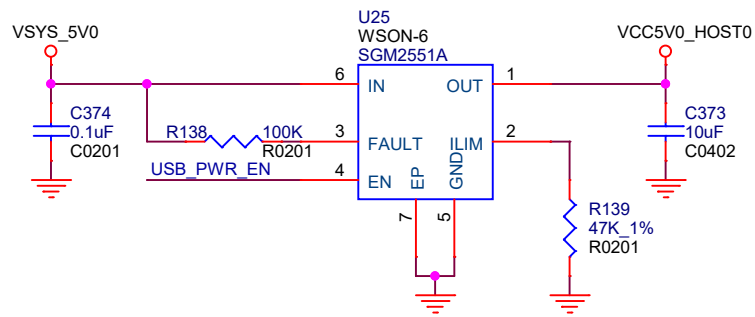 U25
WSON-6
SGM2551A
VSYS_5V0
VCC5V0_HOST0
6
IN
OUT
1
C374
0.1uF
C0201
R138
100K
R0201
3
FAULT
ILIM
2
C373
10uF
C0402
USB_PWR_EN
4
EN
EP
GND
7
5
R139
47K_1%
R0201